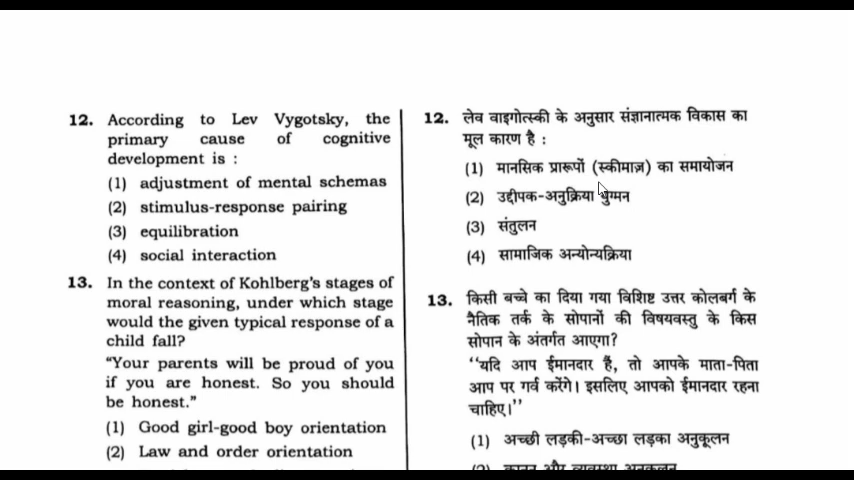 12. According to Lev Vygotsky, the
primary cause of cognitive
development is :
(1) adjustment of mental schemas
(2) stimulus-response pairing
(3) equilibration
(4) social interaction
13. In the context of Kohlberg's stages of
moral reasoning, under which stage
would the given typical response of a
child fall?
"Your parents will be proud of you
if you are honest. So you should
be honest."
(1) Good girl-good boy orientation
(2) Law and order orientation
12. लेव वाइगोत्स्की के अनुसार संज्ञानात्मक विकास का
मूल कारण है :
(1) मानसिक प्रारूपों (स्कीमाज़) का समायोजन
(2) उद्दीपक-अनुक्रिया युग्मन
(3) संतुलन
(4) सामाजिक अन्योन्यक्रिया
13. किसी बच्चे का दिया गया विशिष्ट उत्तर कोलबर्ग के
नैतिक तर्क के सोपानों की विषयवस्तु के किस
सोपान के अंतर्गत आएगा?
‘‘यदि आप ईमानदार हैं, तो आपके माता-पिता
आप पर गर्व करेंगे। इसलिए आपको ईमानदार रहना
चाहिए।’’
(1) अच्छी लड़की-अच्छा लड़का अनुकूलन
(2) कानून और व्यवस्था अनुकूलन